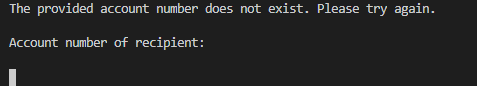 The provided account number does not exist. Please try again.
Account number of recipient: